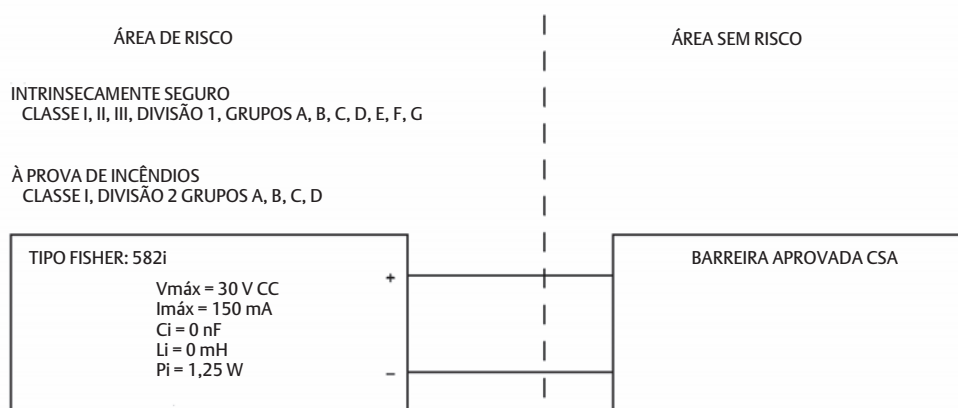 ÁREA DE RISCO
ÁREA SEM RISCO
INTRINSECAMENTE SEGURO
CLASSE I, II, III, DIVISÃO 1, GRUPOS A, B, C, D, E, F, G
À PROVA DE INCÊNDIOS
CLASSE I, DIVISÃO 2 GRUPOS A, B, C, D
TIPO FISHER: 582i
+
Vmáx = 30 V CC
Imáx = 150 mA
Ci = 0 nF
Li = 0 mH
Pi = 1,25 W
–
BARREIRA APROVADA CSA